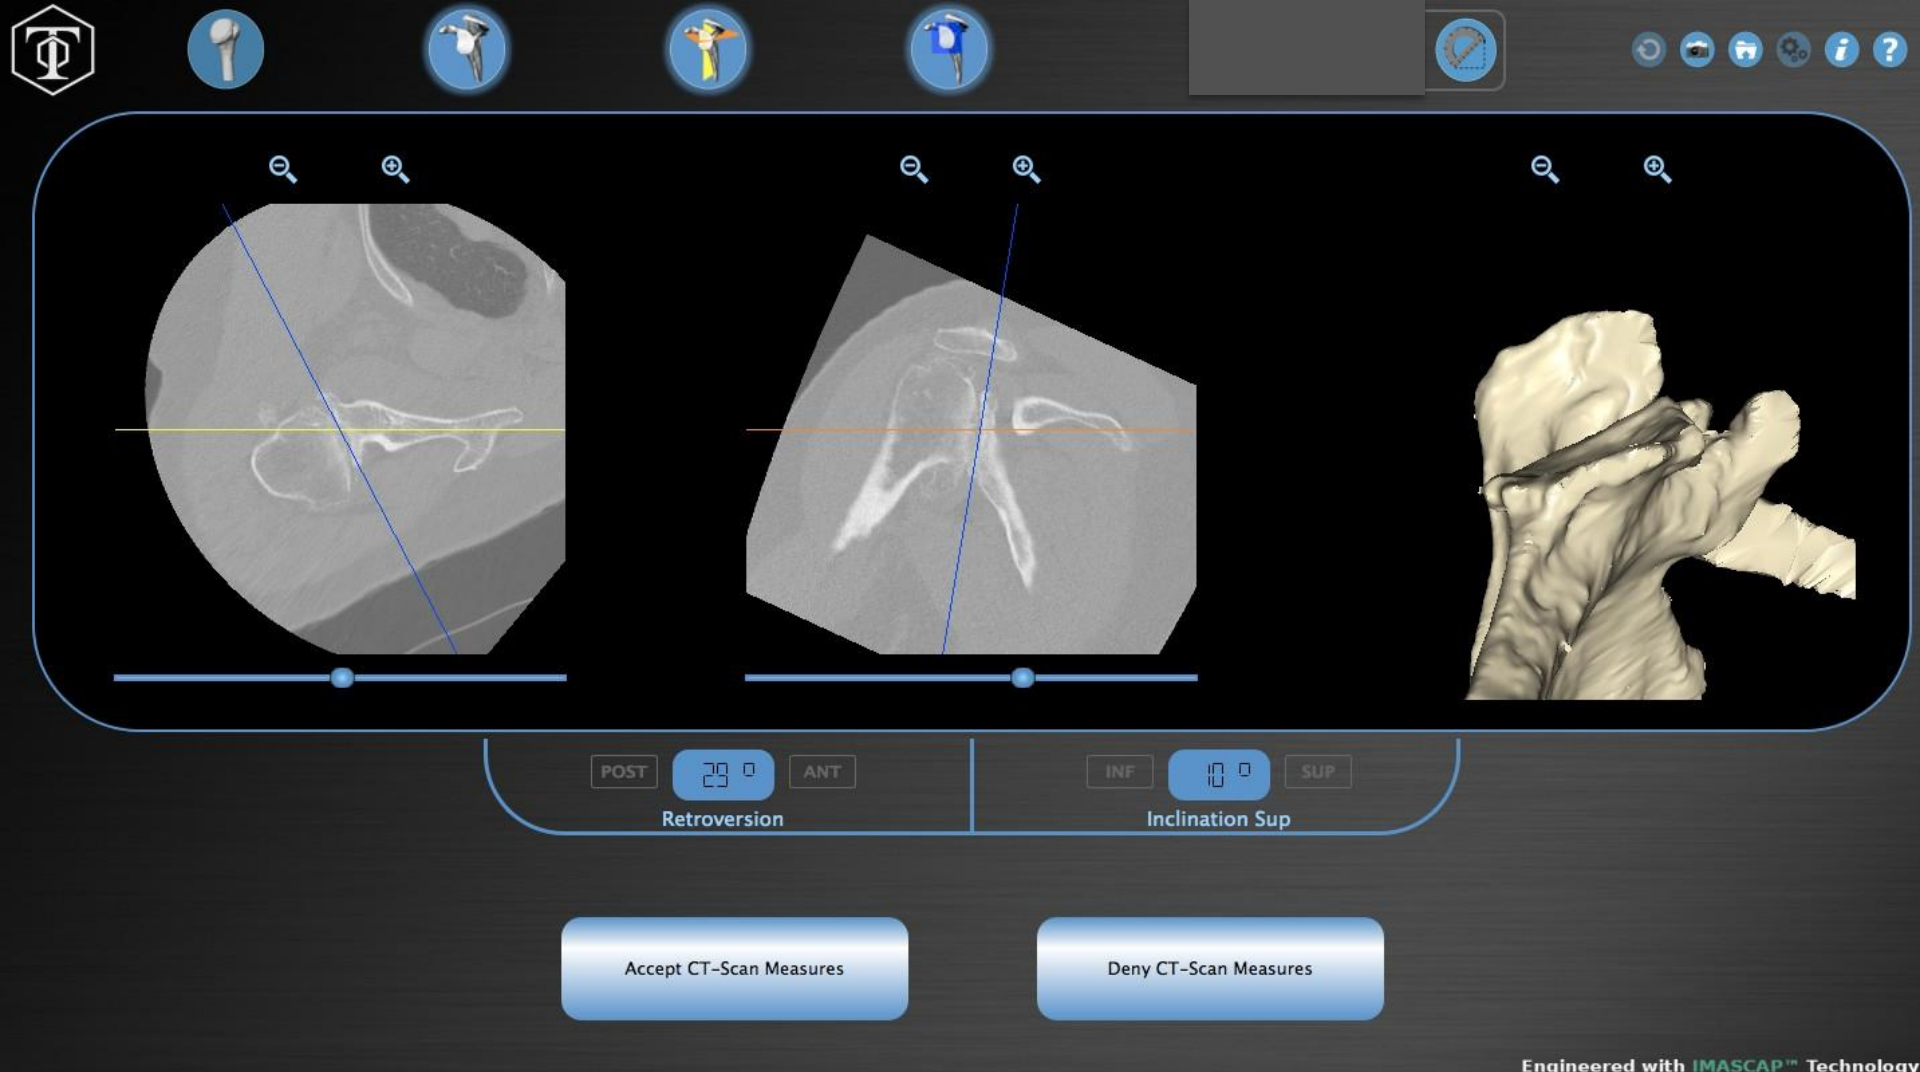 POST 29 º ANT
Retroversion
INF 10 º SUP
Inclination Sup
Accept CT-Scan Measures
Deny CT-Scan Measures
Engineered with IMASCAP™ Technology